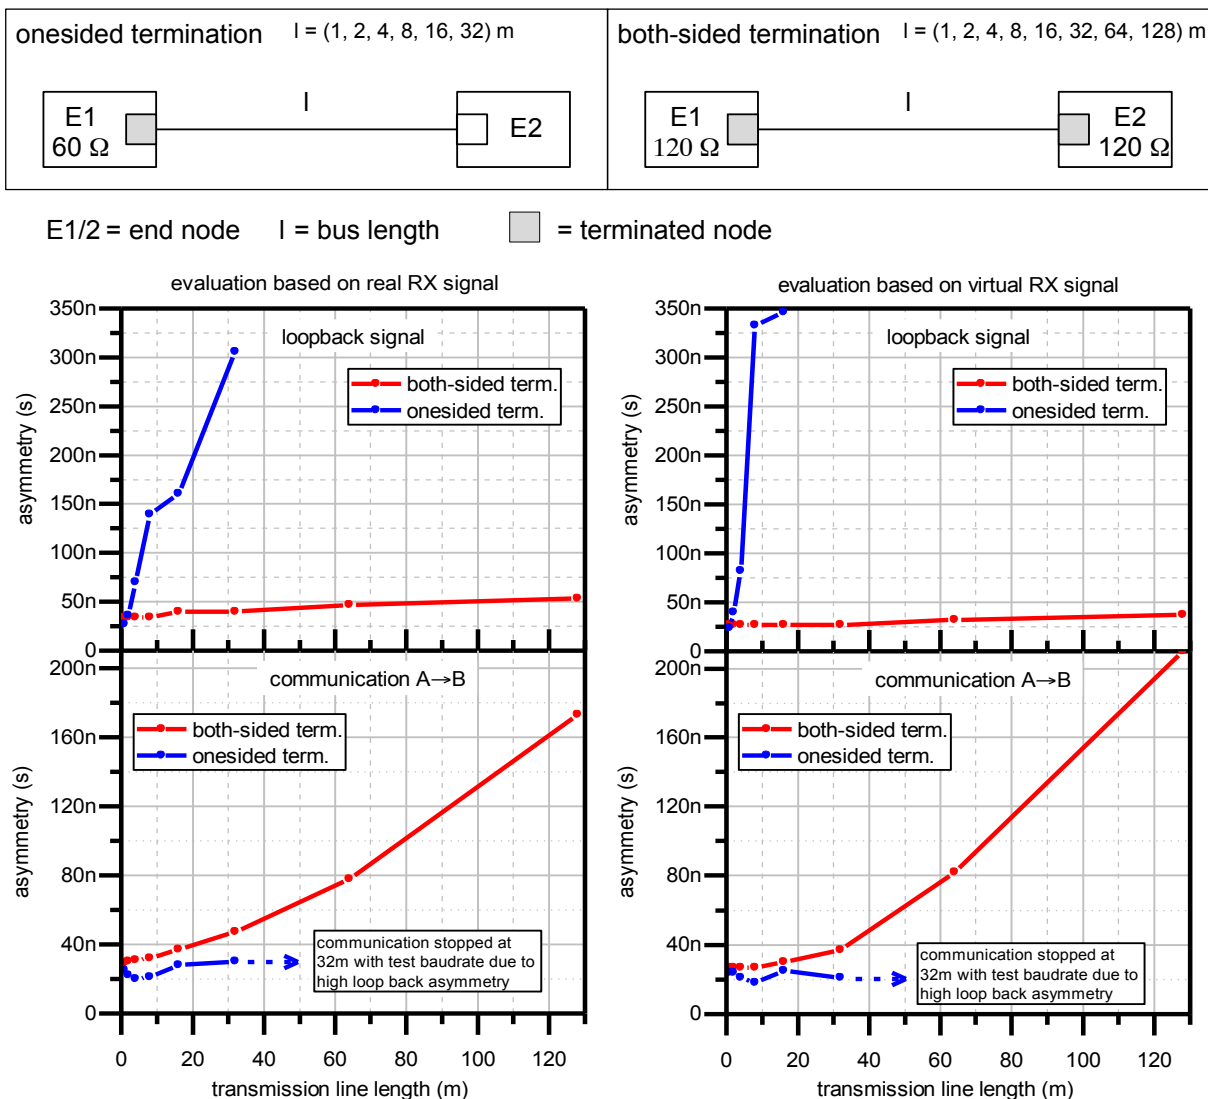 onesided termination l = (1, 2, 4, 8, 16, 32) m
E1
60 Ω
l
E2
both-sided termination l = (1, 2, 4, 8, 16, 32, 64, 128) m
E1
120 Ω
l
E2
120 Ω
E1/2 = end node l = bus length = terminated node
evaluation based on real RX signal
350n
300n
250n
200n
150n
100n
50n
0
asymmetry (s)
loopback signal
both-sided term.
onesided term.
200n
160n
120n
80n
40n
0
asymmetry (s)
communication A→B
both-sided term.
onesided term.
communication stopped at
32m with test baudrate due to
high loop back asymmetry
0 20 40 60 80 100 120
transmission line length (m)
evaluation based on virtual RX signal
350n
300n
250n
200n
150n
100n
50n
0
asymmetry (s)
loopback signal
both-sided term.
onesided term.
200n
160n
120n
80n
40n
0
asymmetry (s)
communication A→B
both-sided term.
onesided term.
communication stopped at
32m with test baudrate due to
high loop back asymmetry
0 20 40 60 80 100 120
transmission line length (m)